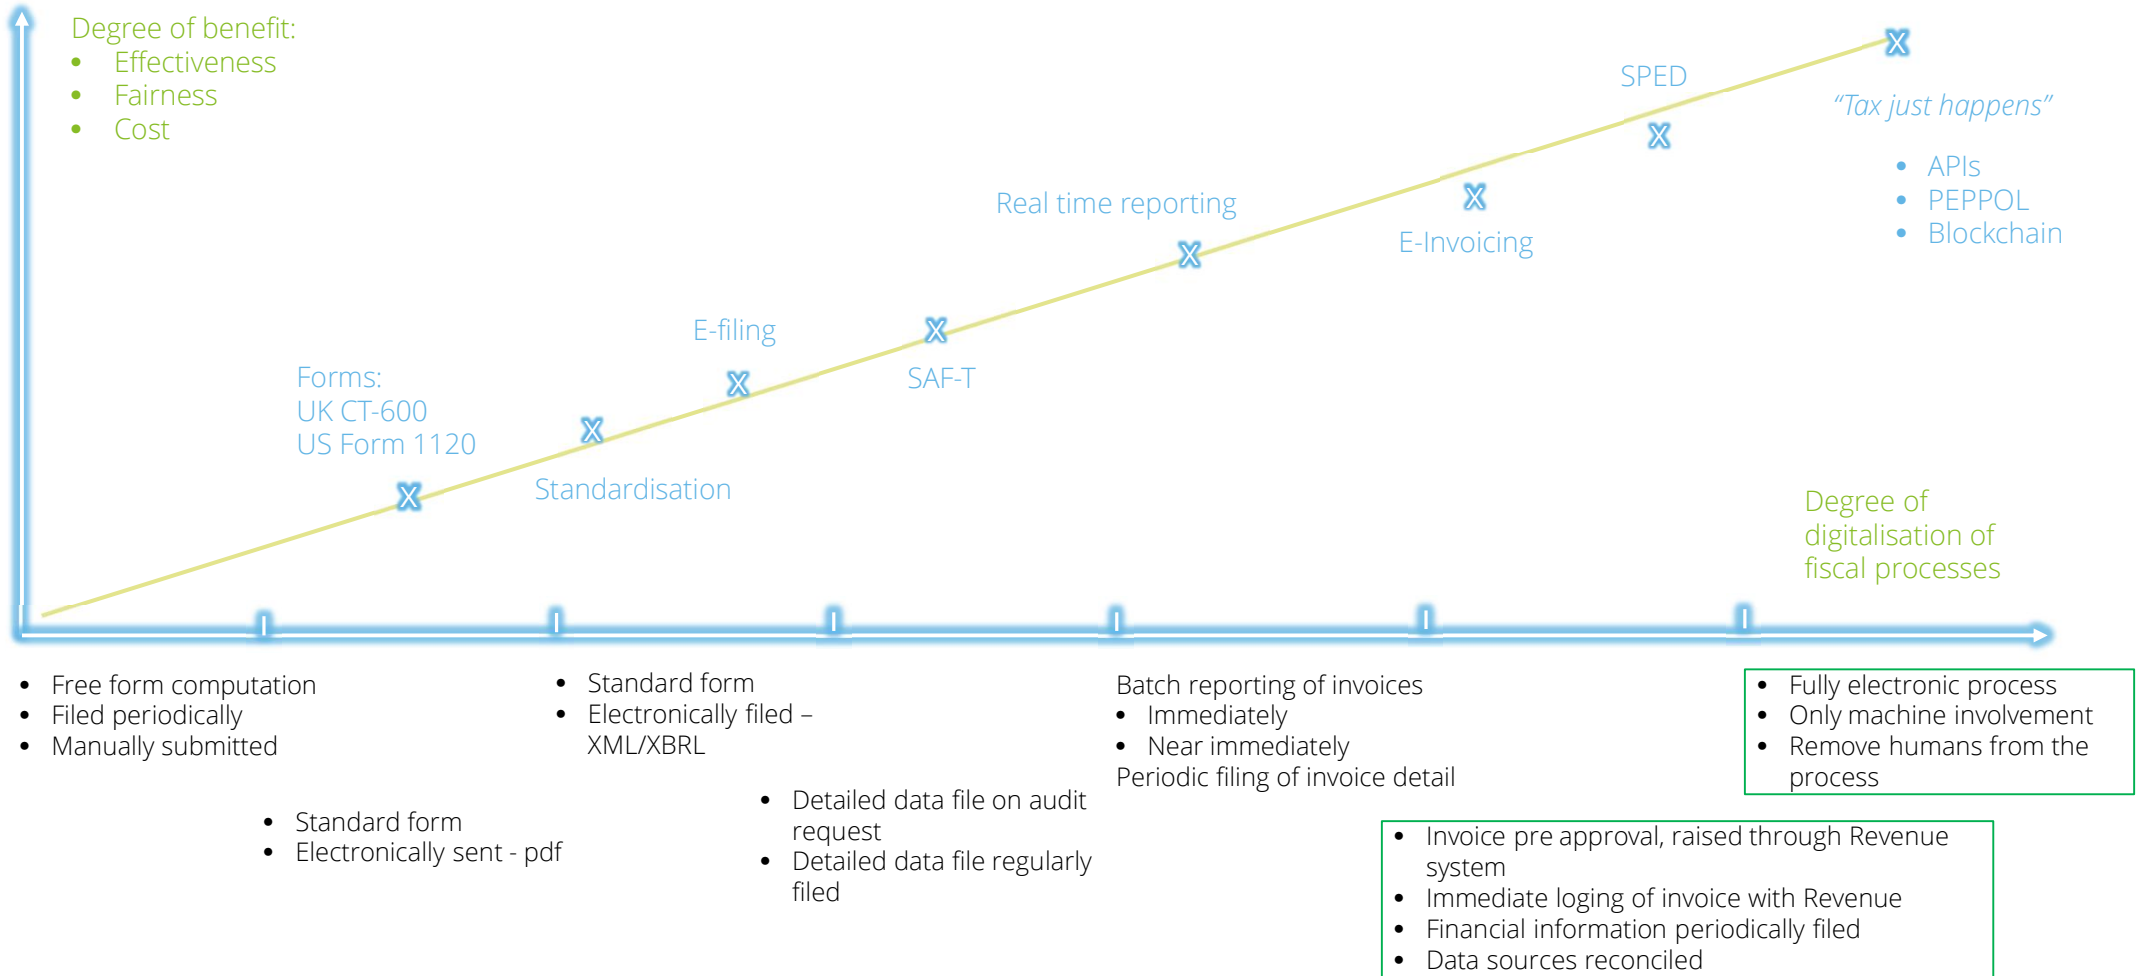 Degree of benefit:
• Effectiveness
• Fairness
• Cost
Forms:
UK CT-600
US Form 1120
X
X
Standardisation
E-filing
X
X
SAF-T
Real time reporting
X
X
E-Invoicing
SPED
X
X
“Tax just happens”
• APIs
• PEPPOL
• Blockchain
Degree of
digitalisation of
fiscal processes
• Free form computation
• Filed periodically
• Manually submitted
• Standard form
• Electronically sent - pdf
• Standard form
• Electronically filed –
XML/XBRL
• Detailed data file on audit
request
• Detailed data file regularly
filed
Batch reporting of invoices
• Immediately
• Near immediately
Periodic filing of invoice detail
• Invoice pre approval, raised through Revenue
system
• Immediate loging of invoice with Revenue
• Financial information periodically filed
• Data sources reconciled
• Fully electronic process
• Only machine involvement
• Remove humans from the
process